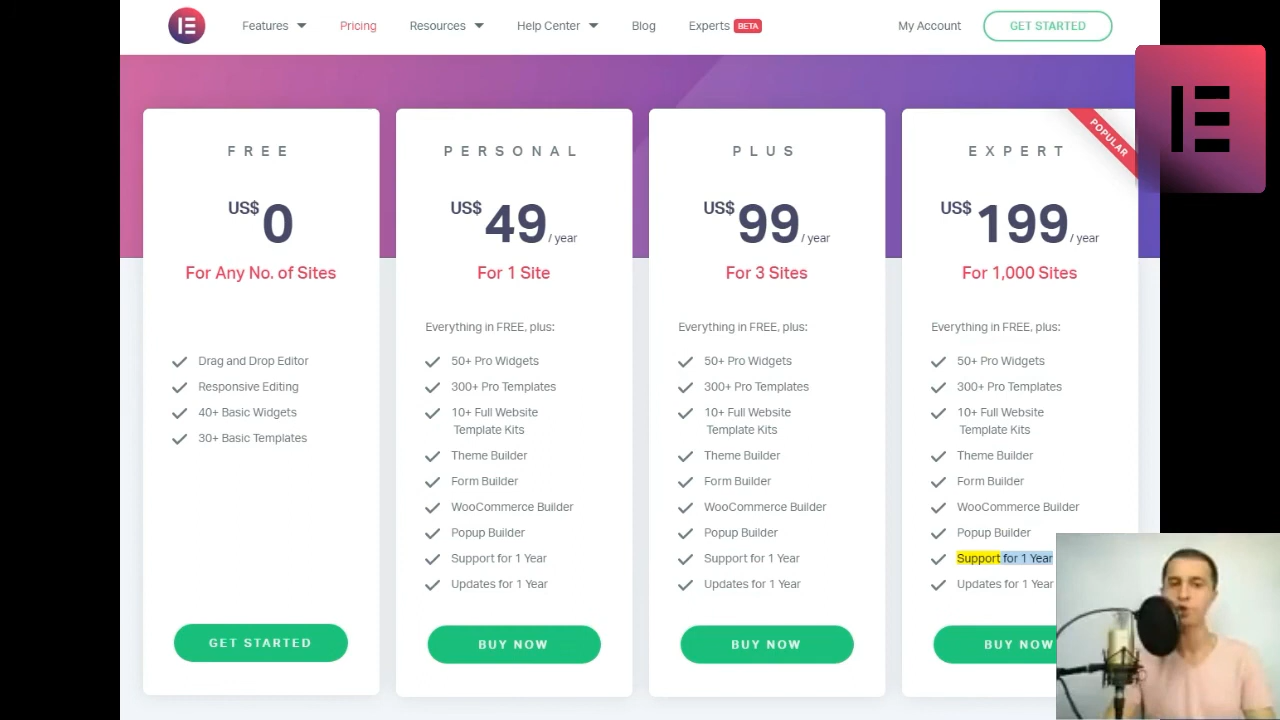 Features
Pricing
Resources
Help Center
Blog
Experts BETA
My Account
GET STARTED
FREE
US$ 0
For Any No. of Sites
Drag and Drop Editor
Responsive Editing
40+ Basic Widgets
30+ Basic Templates
GET STARTED
PERSONAL
US$ 49 / year
For 1 Site
Everything in FREE, plus:
50+ Pro Widgets
300+ Pro Templates
10+ Full Website
Template Kits
Theme Builder
Form Builder
WooCommerce Builder
Popup Builder
Support for 1 Year
Updates for 1 Year
BUY NOW
PLUS
US$ 99 / year
For 3 Sites
Everything in FREE, plus:
50+ Pro Widgets
300+ Pro Templates
10+ Full Website
Template Kits
Theme Builder
Form Builder
WooCommerce Builder
Popup Builder
Support for 1 Year
Updates for 1 Year
BUY NOW
POPULAR
EXPERT
US$ 199 / year
For 1,000 Sites
Everything in FREE, plus:
50+ Pro Widgets
300+ Pro Templates
10+ Full Website
Template Kits
Theme Builder
Form Builder
WooCommerce Builder
Popup Builder
Support for 1 Year
Updates for 1 Year
BUY NOW